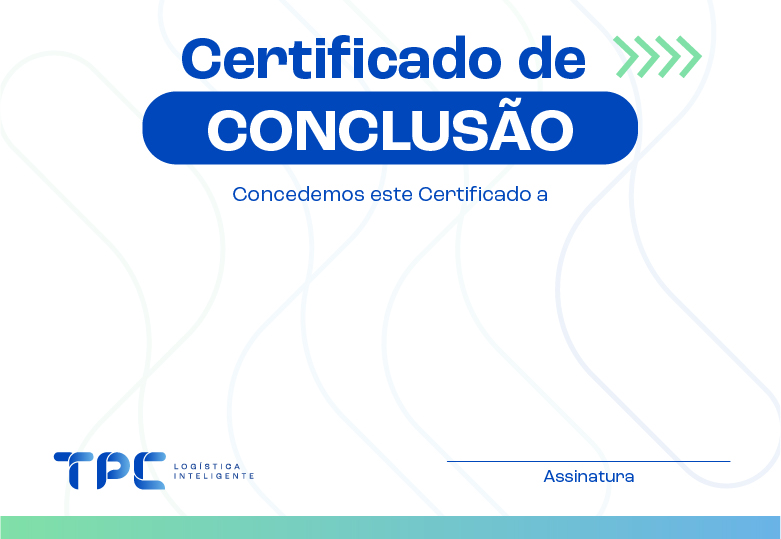 Certificado de
CONCLUSÃO
Concedemos este Certificado a
TPC
LOGÍSTICA
INTELIGENTE
Assinatura